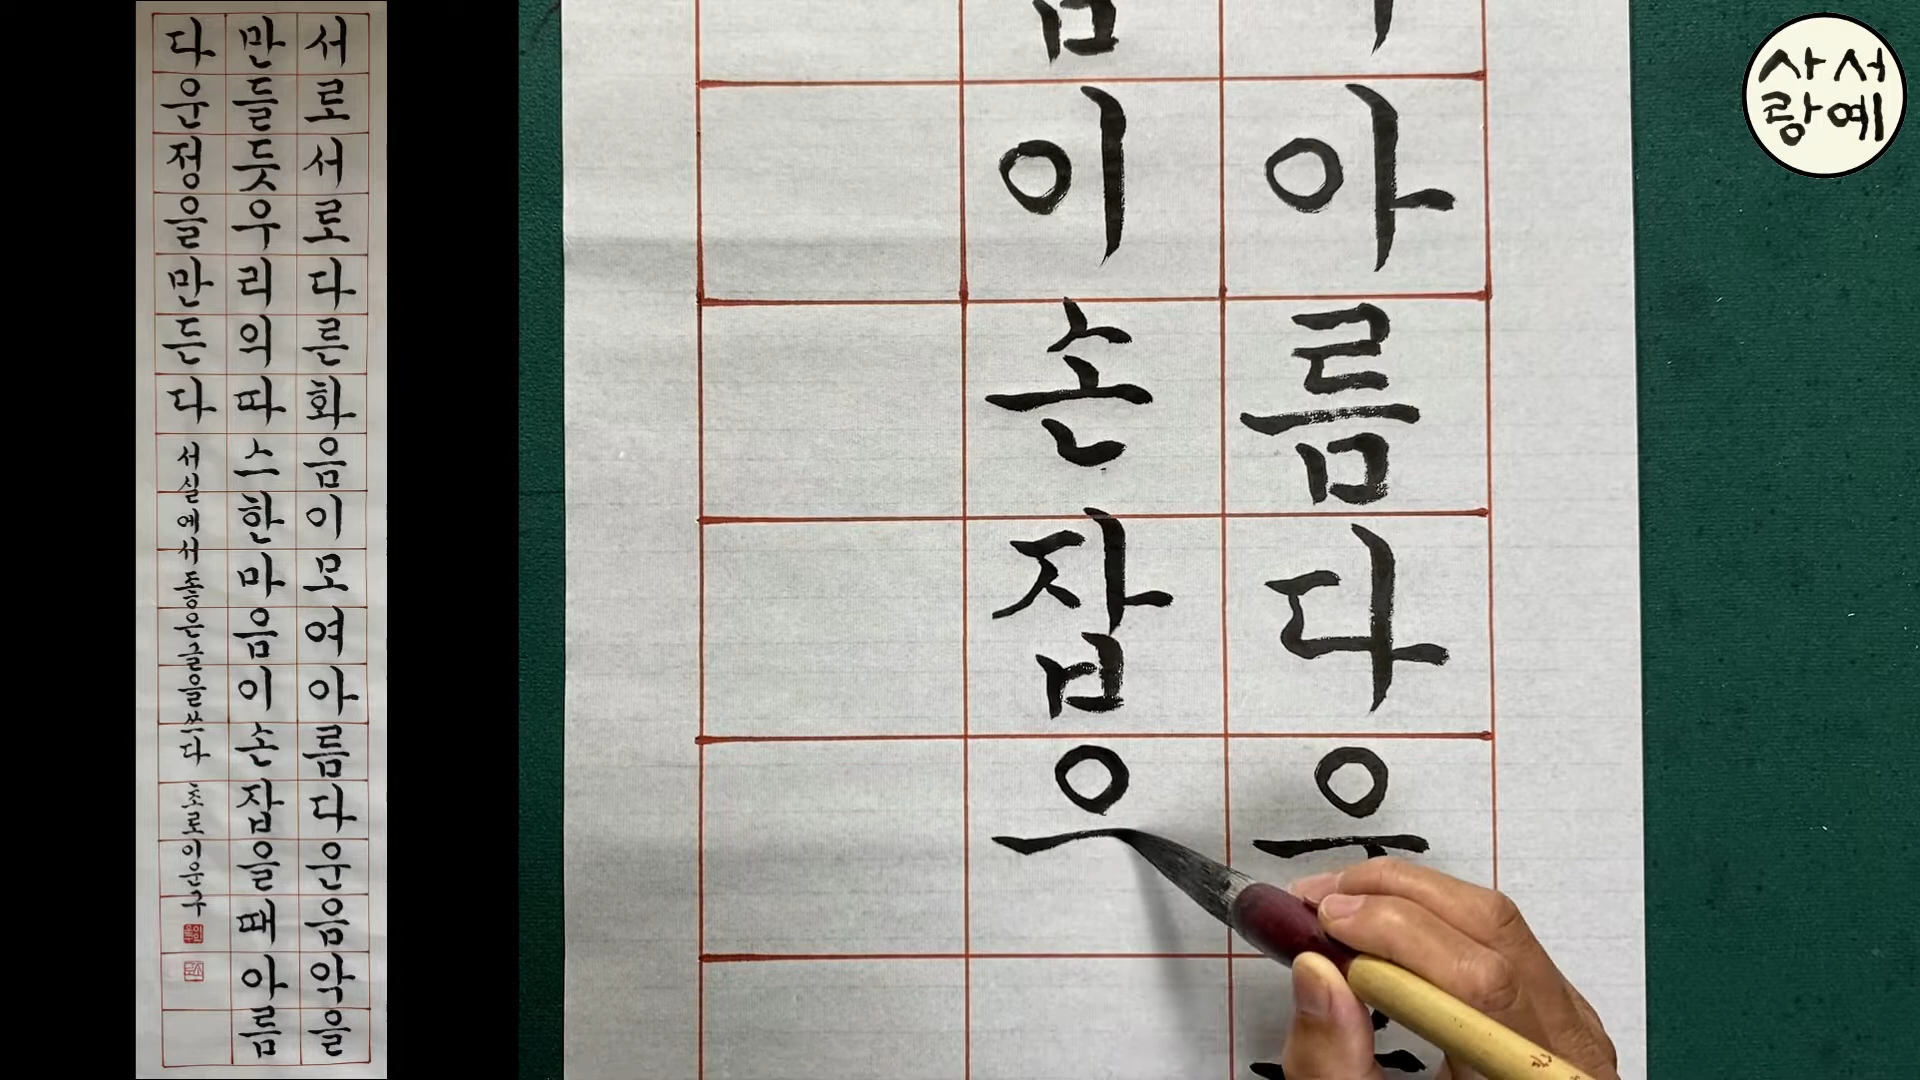 서로서로다른화음이모여아름다운음악을
만들듯우리의따스한마음이손잡을때아름
다운정을만든다 서실에서좋은글을쓰다 초로이운구
아름다운
음이손잡으
서예
사랑